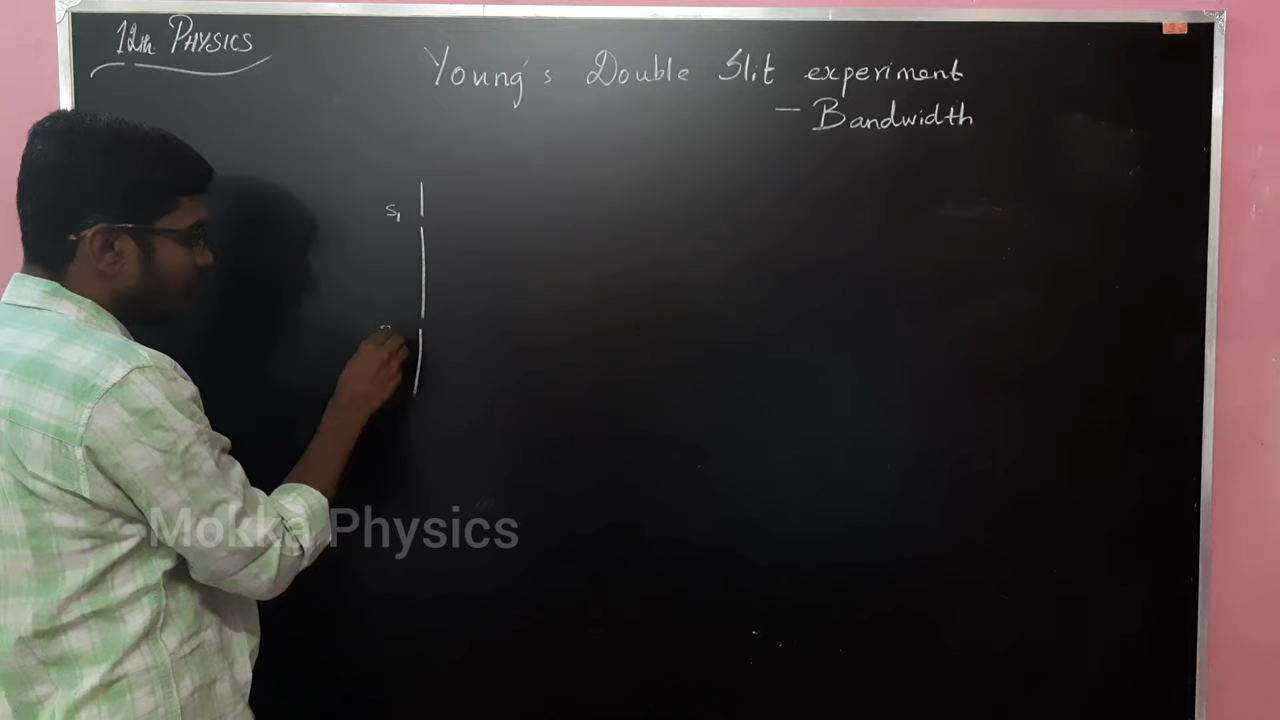 12th PHYSICS
Young's Double Slit experiment
- Bandwidth
S₁
Mokka Physics